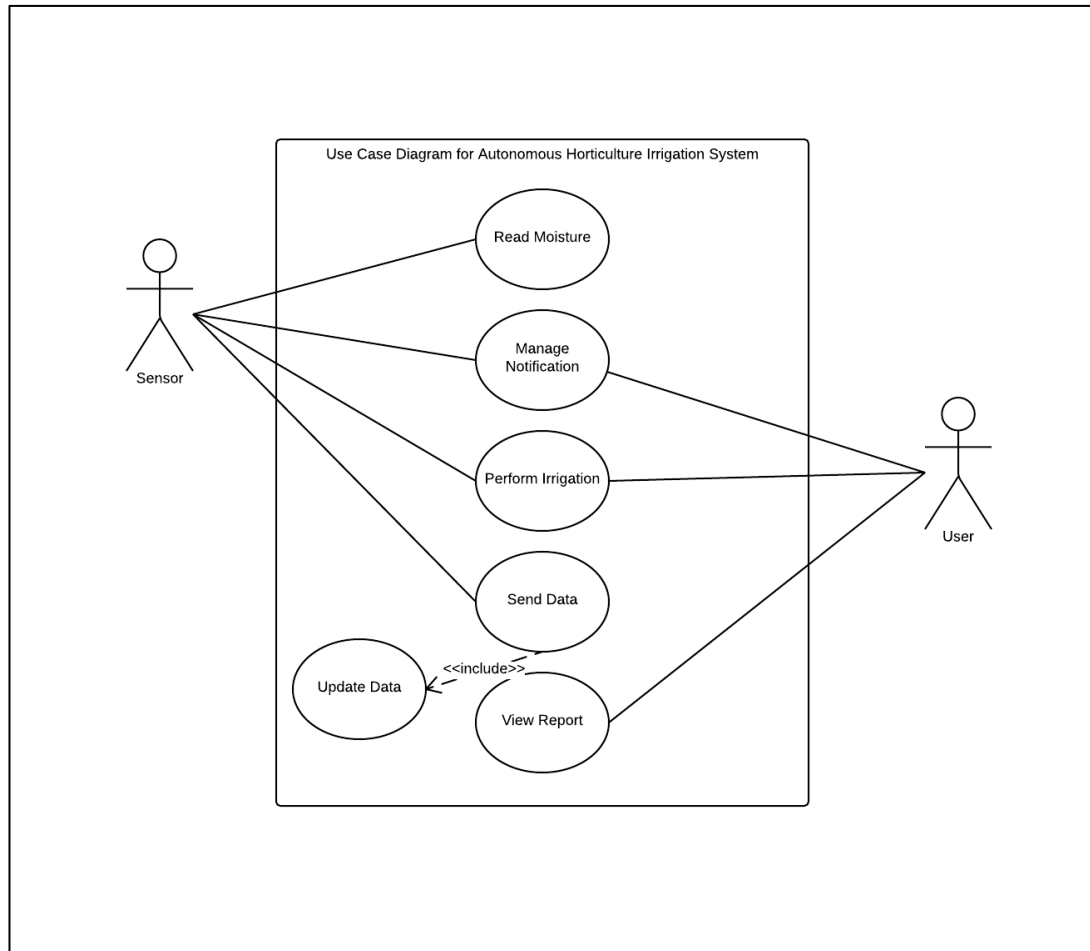 Use Case Diagram for Autonomous Horticulture Irrigation System
Read Moisture
Sensor
Manage
Notification
Perform Irrigation
User
Send Data
<<include>>
Update Data
View Report